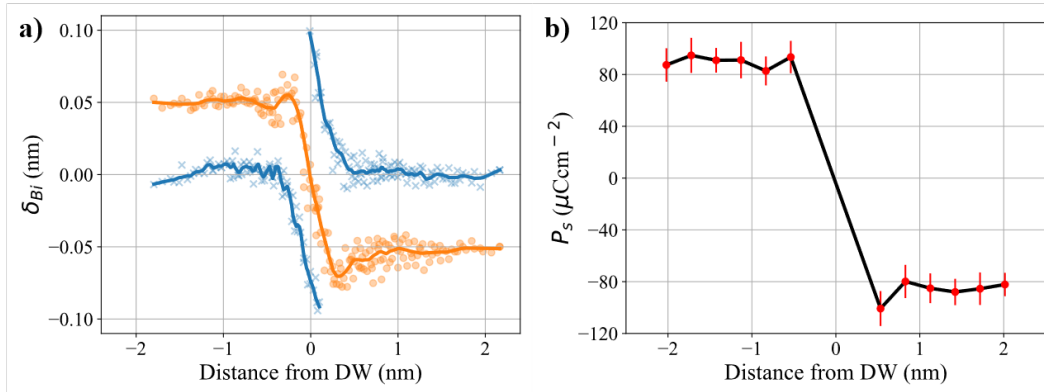 a)
0.10
0.05
0.00
−0.05
−0.10
δBi (nm)
−2 −1 0 1 2
Distance from DW (nm)
b)
120
80
40
0
−40
−80
−120
Ps (μCcm−2)
−2 −1 0 1 2
Distance from DW (nm)